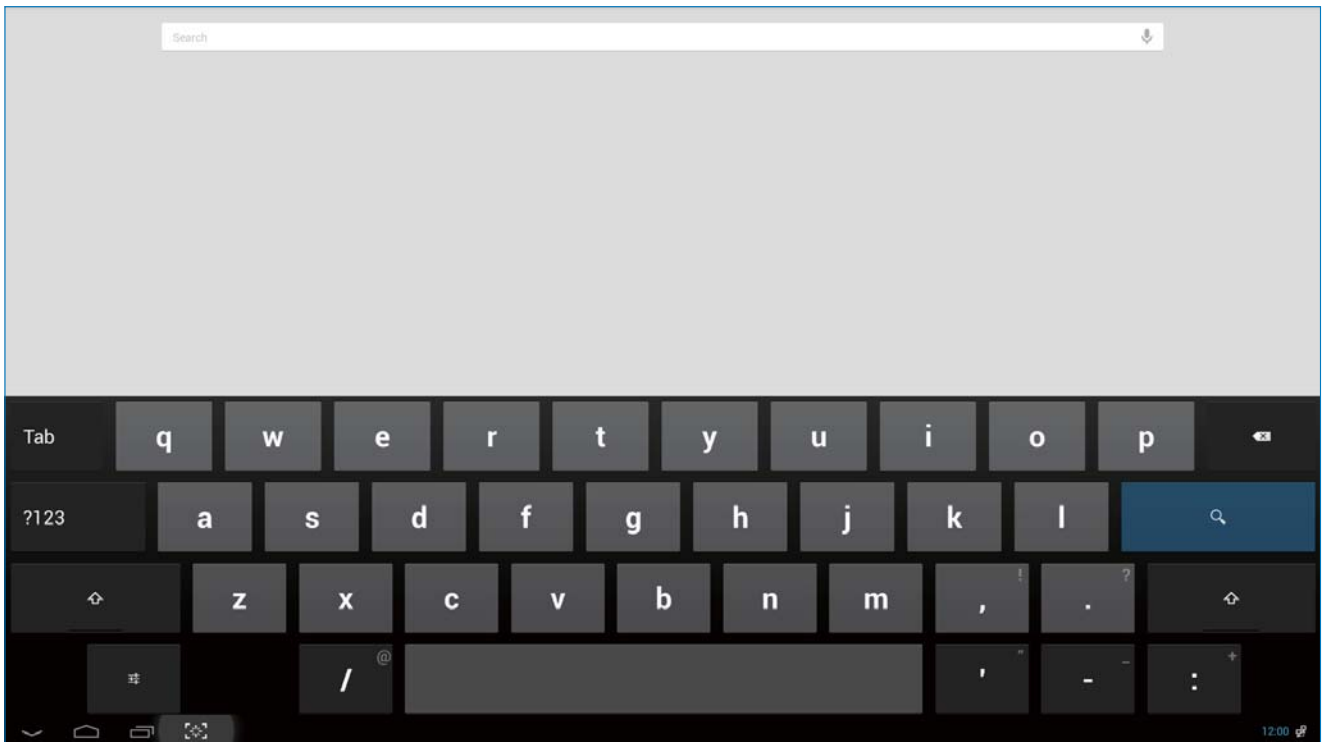 Search
Tab q w e r t y u i o p
?123 a s d f g h j k l
z x c v b n m , ! . ?
/ @ ' " - _ : +
12:00